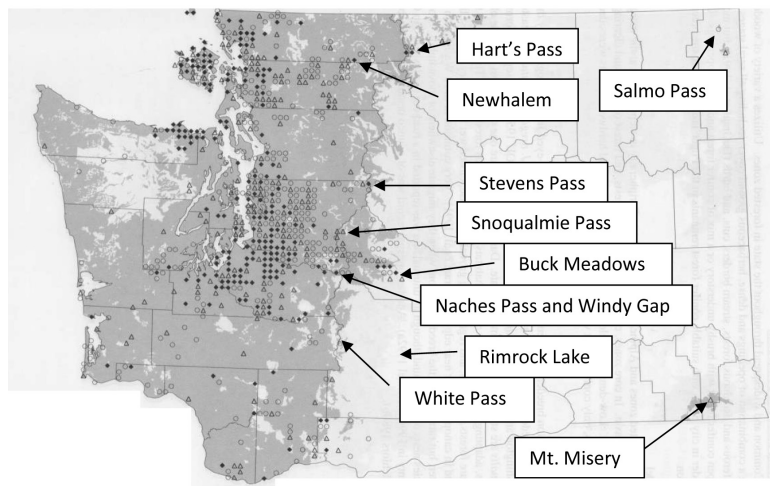 Hart's Pass
Salmo Pass
Newhalem
Stevens Pass
Snoqualmie Pass
Buck Meadows
Naches Pass and Windy Gap
Rimrock Lake
White Pass
Mt. Misery